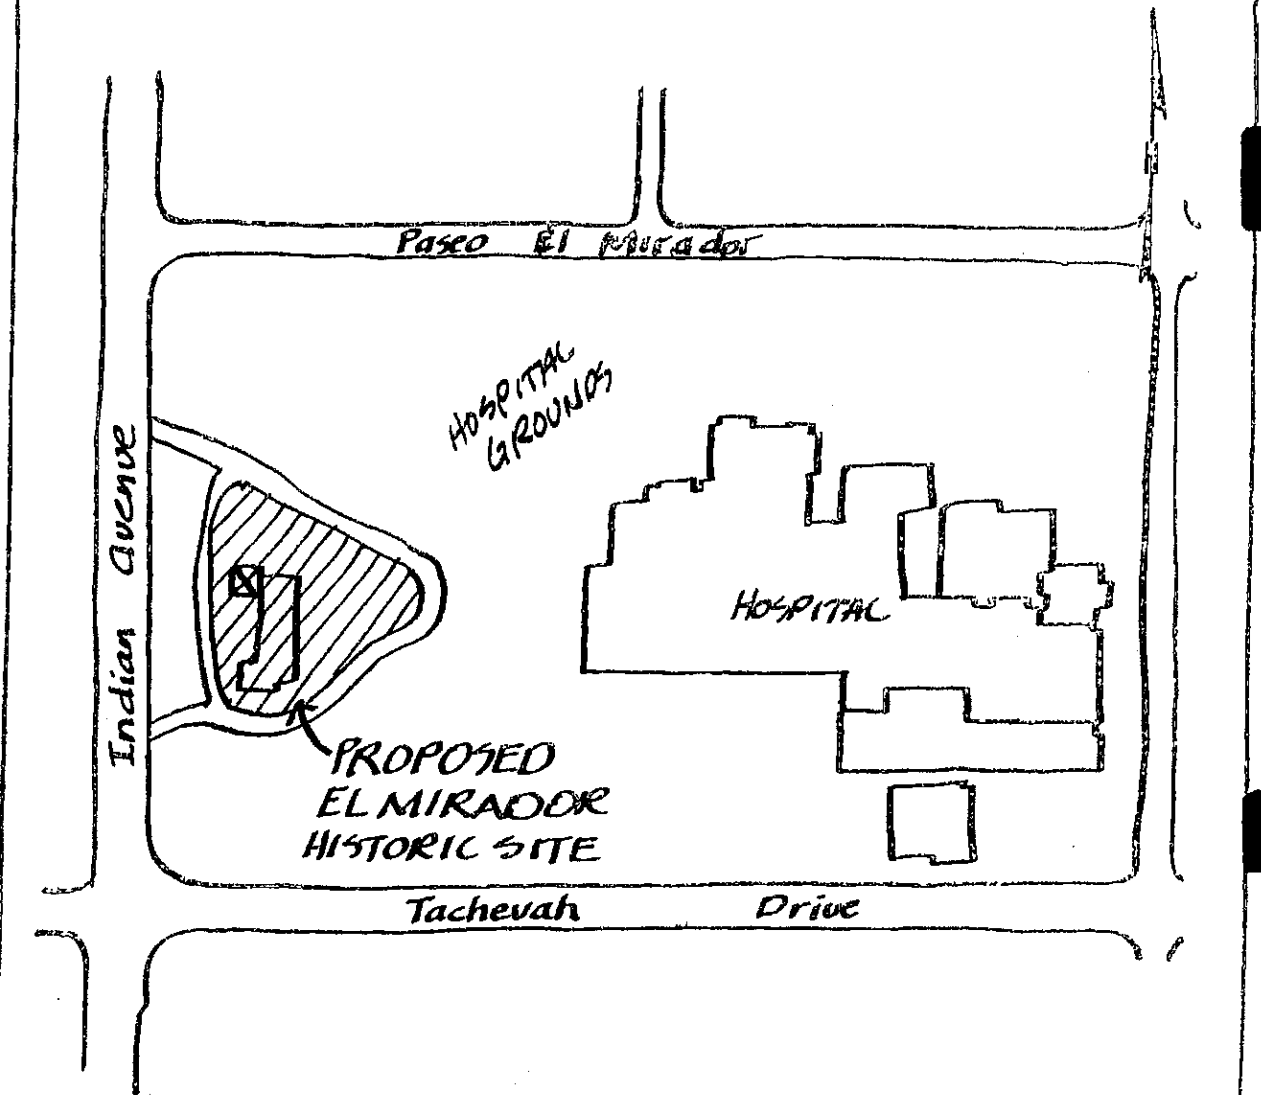 Paseo El Mirador
HOSPITAL
GROUNDS
Indian Avenue
HOSPITAL
PROPOSED
EL MIRADOR
HISTORIC SITE
Tachevah Drive